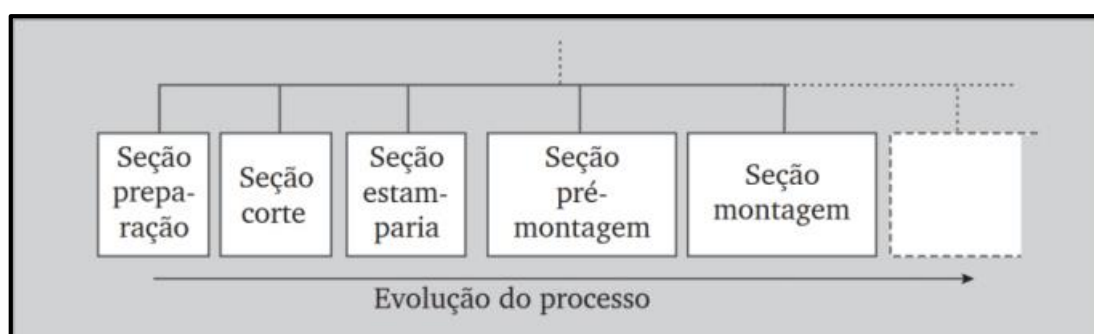 Seção
prepa-
ração
Seção
corte
Seção
estam-
paria
Seção
pré-
montagem
Seção
montagem
Evolução do processo